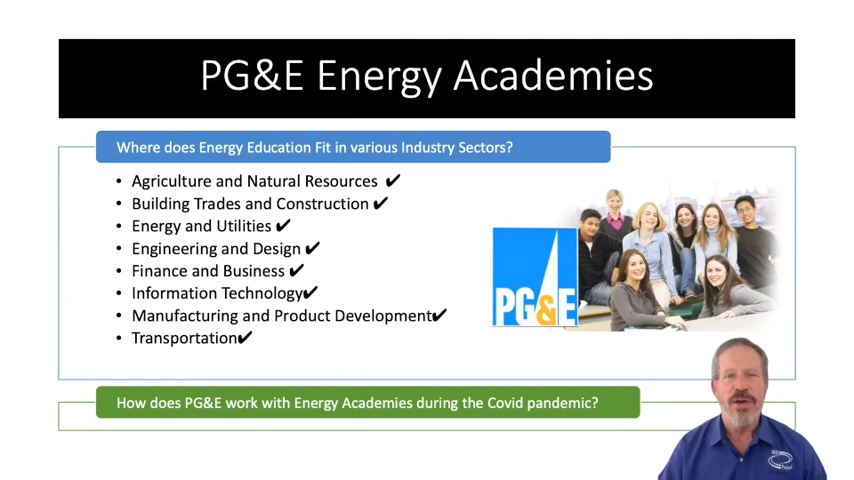 PG&E Energy Academies
Where does Energy Education Fit in various Industry Sectors?
• Agriculture and Natural Resources ✔
• Building Trades and Construction ✔
• Energy and Utilities ✔
• Engineering and Design ✔
• Finance and Business ✔
• Information Technology✔
• Manufacturing and Product Development✔
• Transportation✔
PG&E
How does PG&E work with Energy Academies during the Covid pandemic?